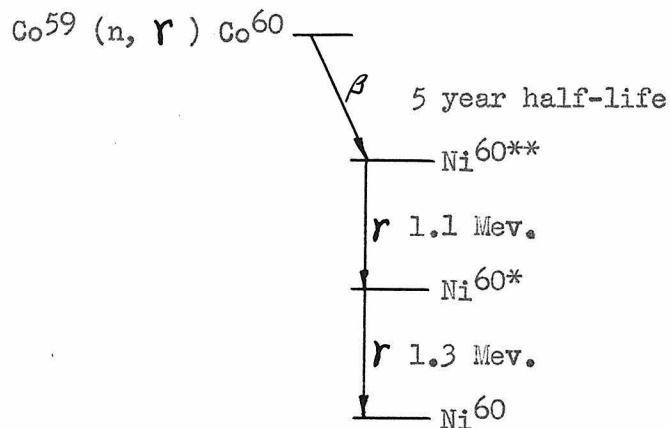 Co⁵⁹ (n, γ) Co⁶⁰
β
5 year half-life
Ni⁶⁰**
γ 1.1 Mev.
Ni⁶⁰*
γ 1.3 Mev.
Ni⁶⁰